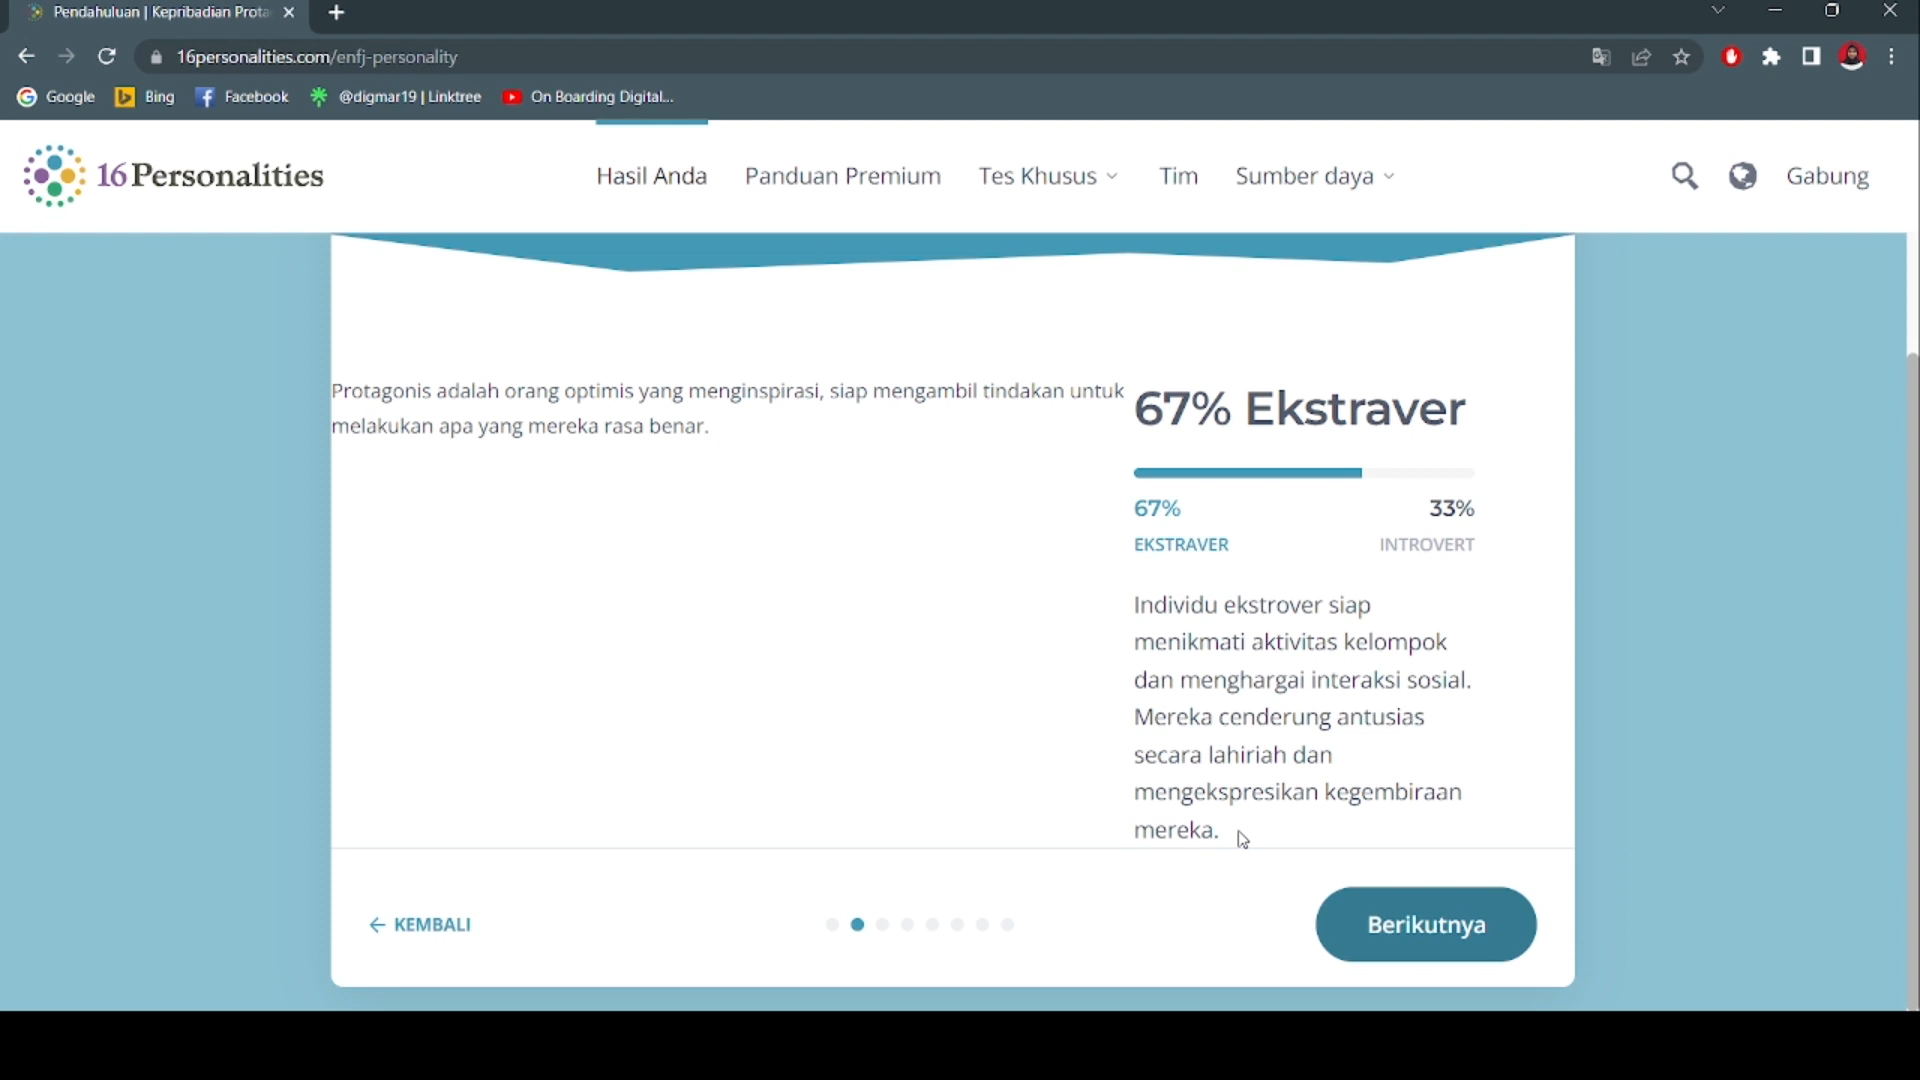 Pendahuluan | Kepribadian Prota
16personalities.com/enfj-personality
Google
Bing
Facebook
@digmar19 | Linktree
On Boarding Digital...
16Personalities
Hasil Anda
Panduan Premium
Tes Khusus
Tim
Sumber daya
Gabung
Protagonis adalah orang optimis yang menginspirasi, siap mengambil tindakan untuk
melakukan apa yang mereka rasa benar.
67% Ekstraver
67%
33%
EKSTRAVER
INTROVERT
Individu ekstrover siap
menikmati aktivitas kelompok
dan menghargai interaksi sosial.
Mereka cenderung antusias
secara lahiriah dan
mengekspresikan kegembiraan
mereka.
KEMBALI
Berikutnya